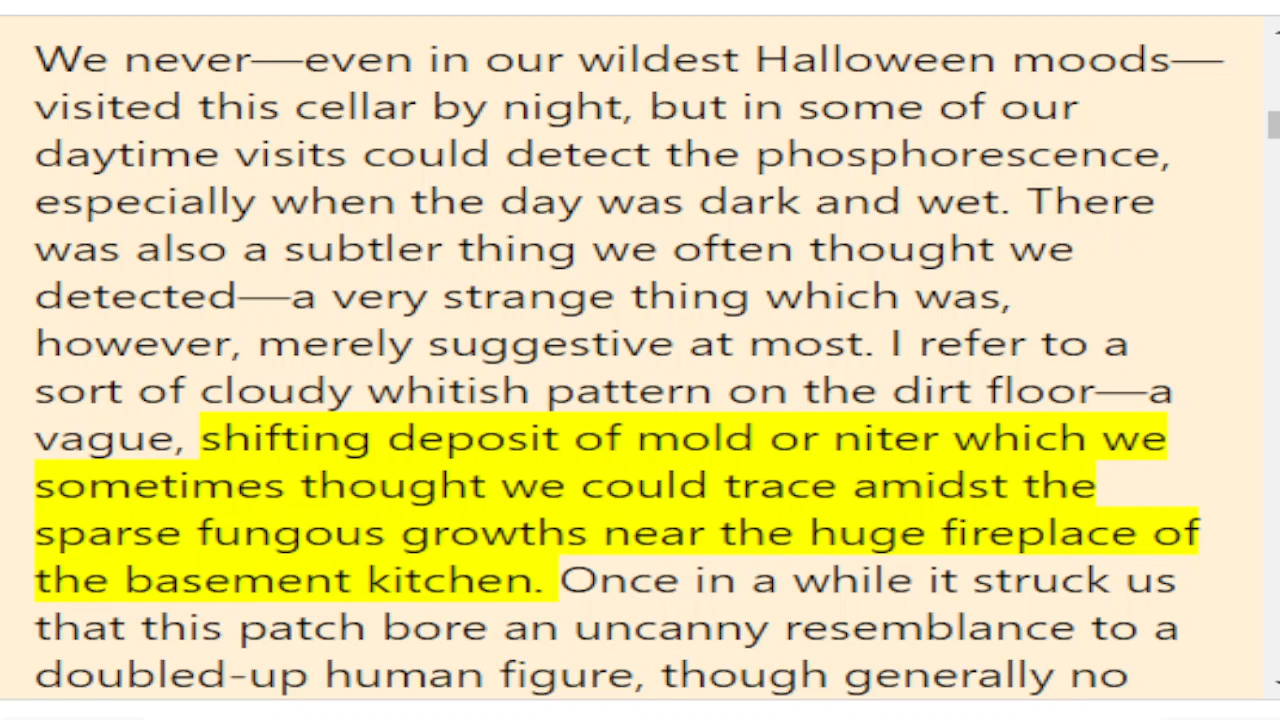 We never—even in our wildest Halloween moods—
visited this cellar by night, but in some of our
daytime visits could detect the phosphorescence,
especially when the day was dark and wet. There
was also a subtler thing we often thought we
detected—a very strange thing which was,
however, merely suggestive at most. I refer to a
sort of cloudy whitish pattern on the dirt floor—a
vague, shifting deposit of mold or niter which we
sometimes thought we could trace amidst the
sparse fungous growths near the huge fireplace of
the basement kitchen. Once in a while it struck us
that this patch bore an uncanny resemblance to a
doubled-up human figure, though generally no